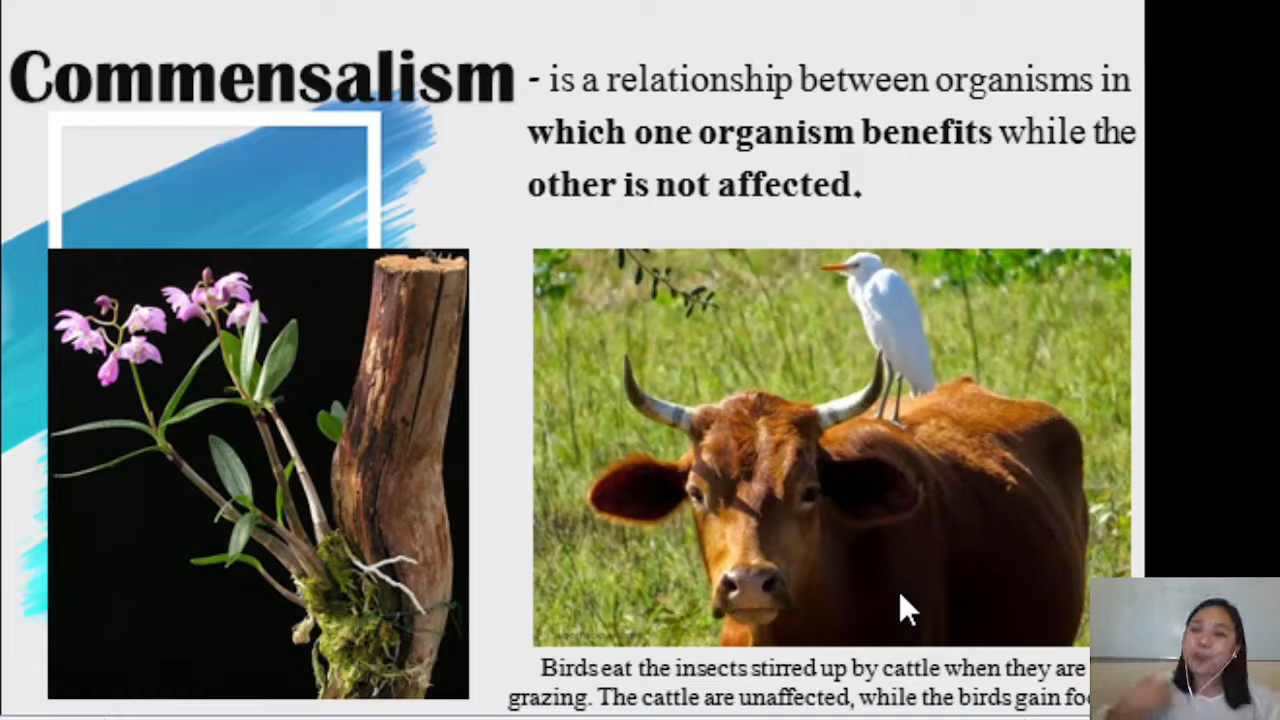 Commensalism
- is a relationship between organisms in
which one organism benefits while the
other is not affected.
Birds eat the insects stirred up by cattle when they are
grazing. The cattle are unaffected, while the birds gain